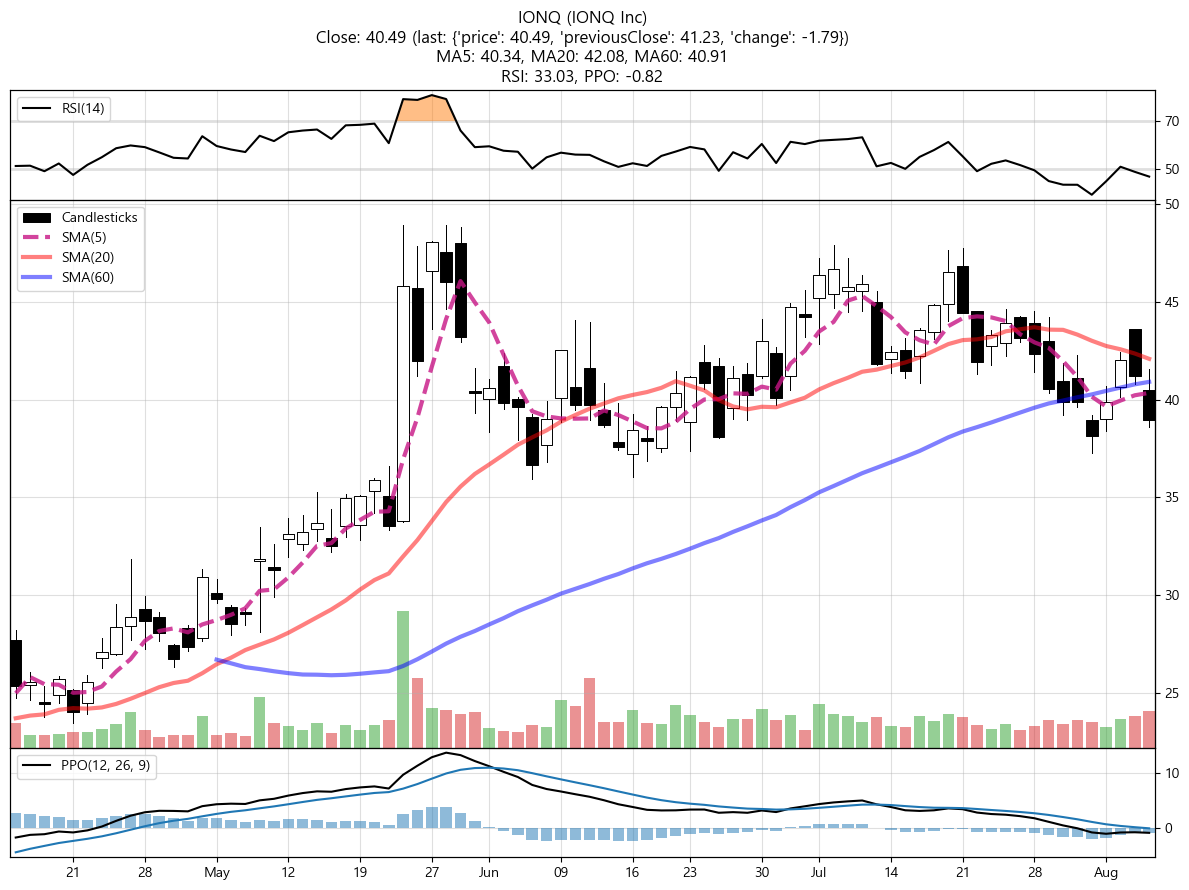 IONQ (IONQ Inc)
Close: 40.49 (last: {'price': 40.49, 'previousClose': 41.23, 'change': -1.79})
MA5: 40.34, MA20: 42.08, MA60: 40.91
RSI: 33.03, PPO: -0.82
RSI(14)
70
50
Candlesticks
SMA(5)
SMA(20)
SMA(60)
50
45
40
35
30
25
PPO(12, 26, 9)
10
0
21 28 May 12 19 27 Jun 09 16 23 30 Jul 14 21 28 Aug